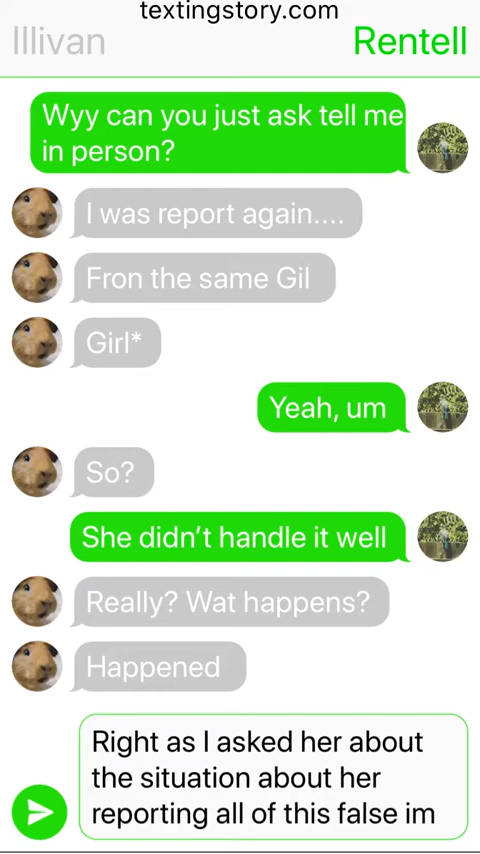 textingstory.com
Illivan
Rentell
Wyy can you just ask tell me
in person?
I was report again....
Fron the same Gil
Girl*
Yeah, um
So?
She didn’t handle it well
Really? Wat happens?
Happened
Right as I asked her about
the situation about her
reporting all of this false im